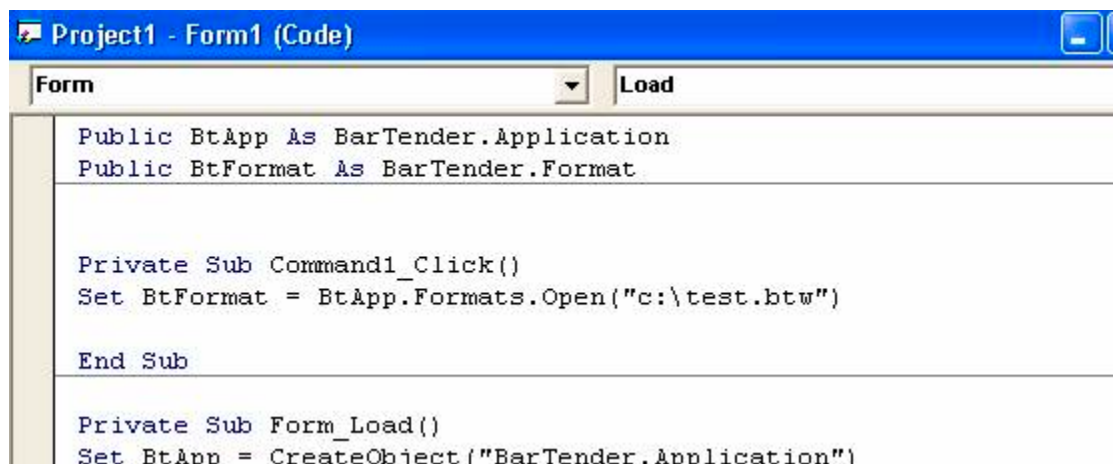 Project1 - Form1 (Code)
Form Load
Public BtApp As BarTender.Application
Public BtFormat As BarTender.Format
Private Sub Command1_Click()
Set BtFormat = BtApp.Formats.Open("c:\test.btw")
End Sub
Private Sub Form_Load()
Set BtApp = CreateObject("BarTender.Application")